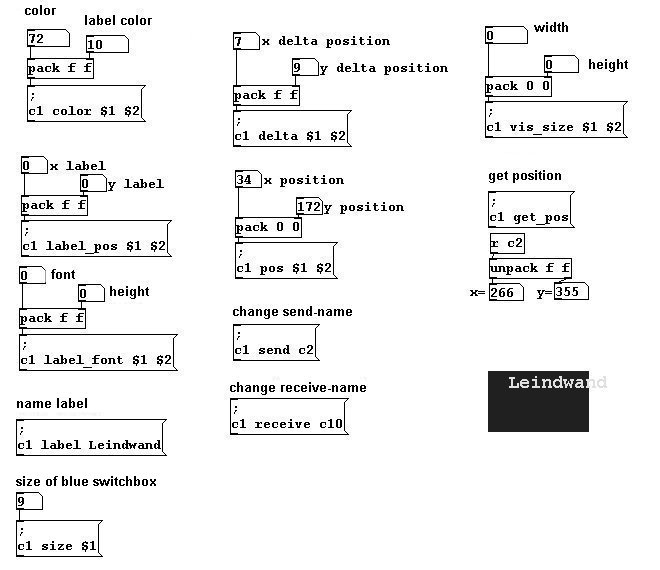 color
label color
72
10
pack f f
;
c1 color $1 $2
0
x label
0
y label
pack f f
;
c1 label_pos $1 $2
0
font
0
height
pack f f
;
c1 label_font $1 $2
name label
;
c1 label Leindwand
size of blue switchbox
9
;
c1 size $1
7
x delta position
9
y delta position
pack f f
;
c1 delta $1 $2
34
x position
172
y position
pack 0 0
;
c1 pos $1 $2
change send-name
;
c1 send c2
change receive-name
;
c1 receive c10
0
width
0
height
pack 0 0
;
c1 vis_size $1 $2
get position
;
c1 get_pos
r c2
unpack f f
x=
266
y=
355
Leindwand